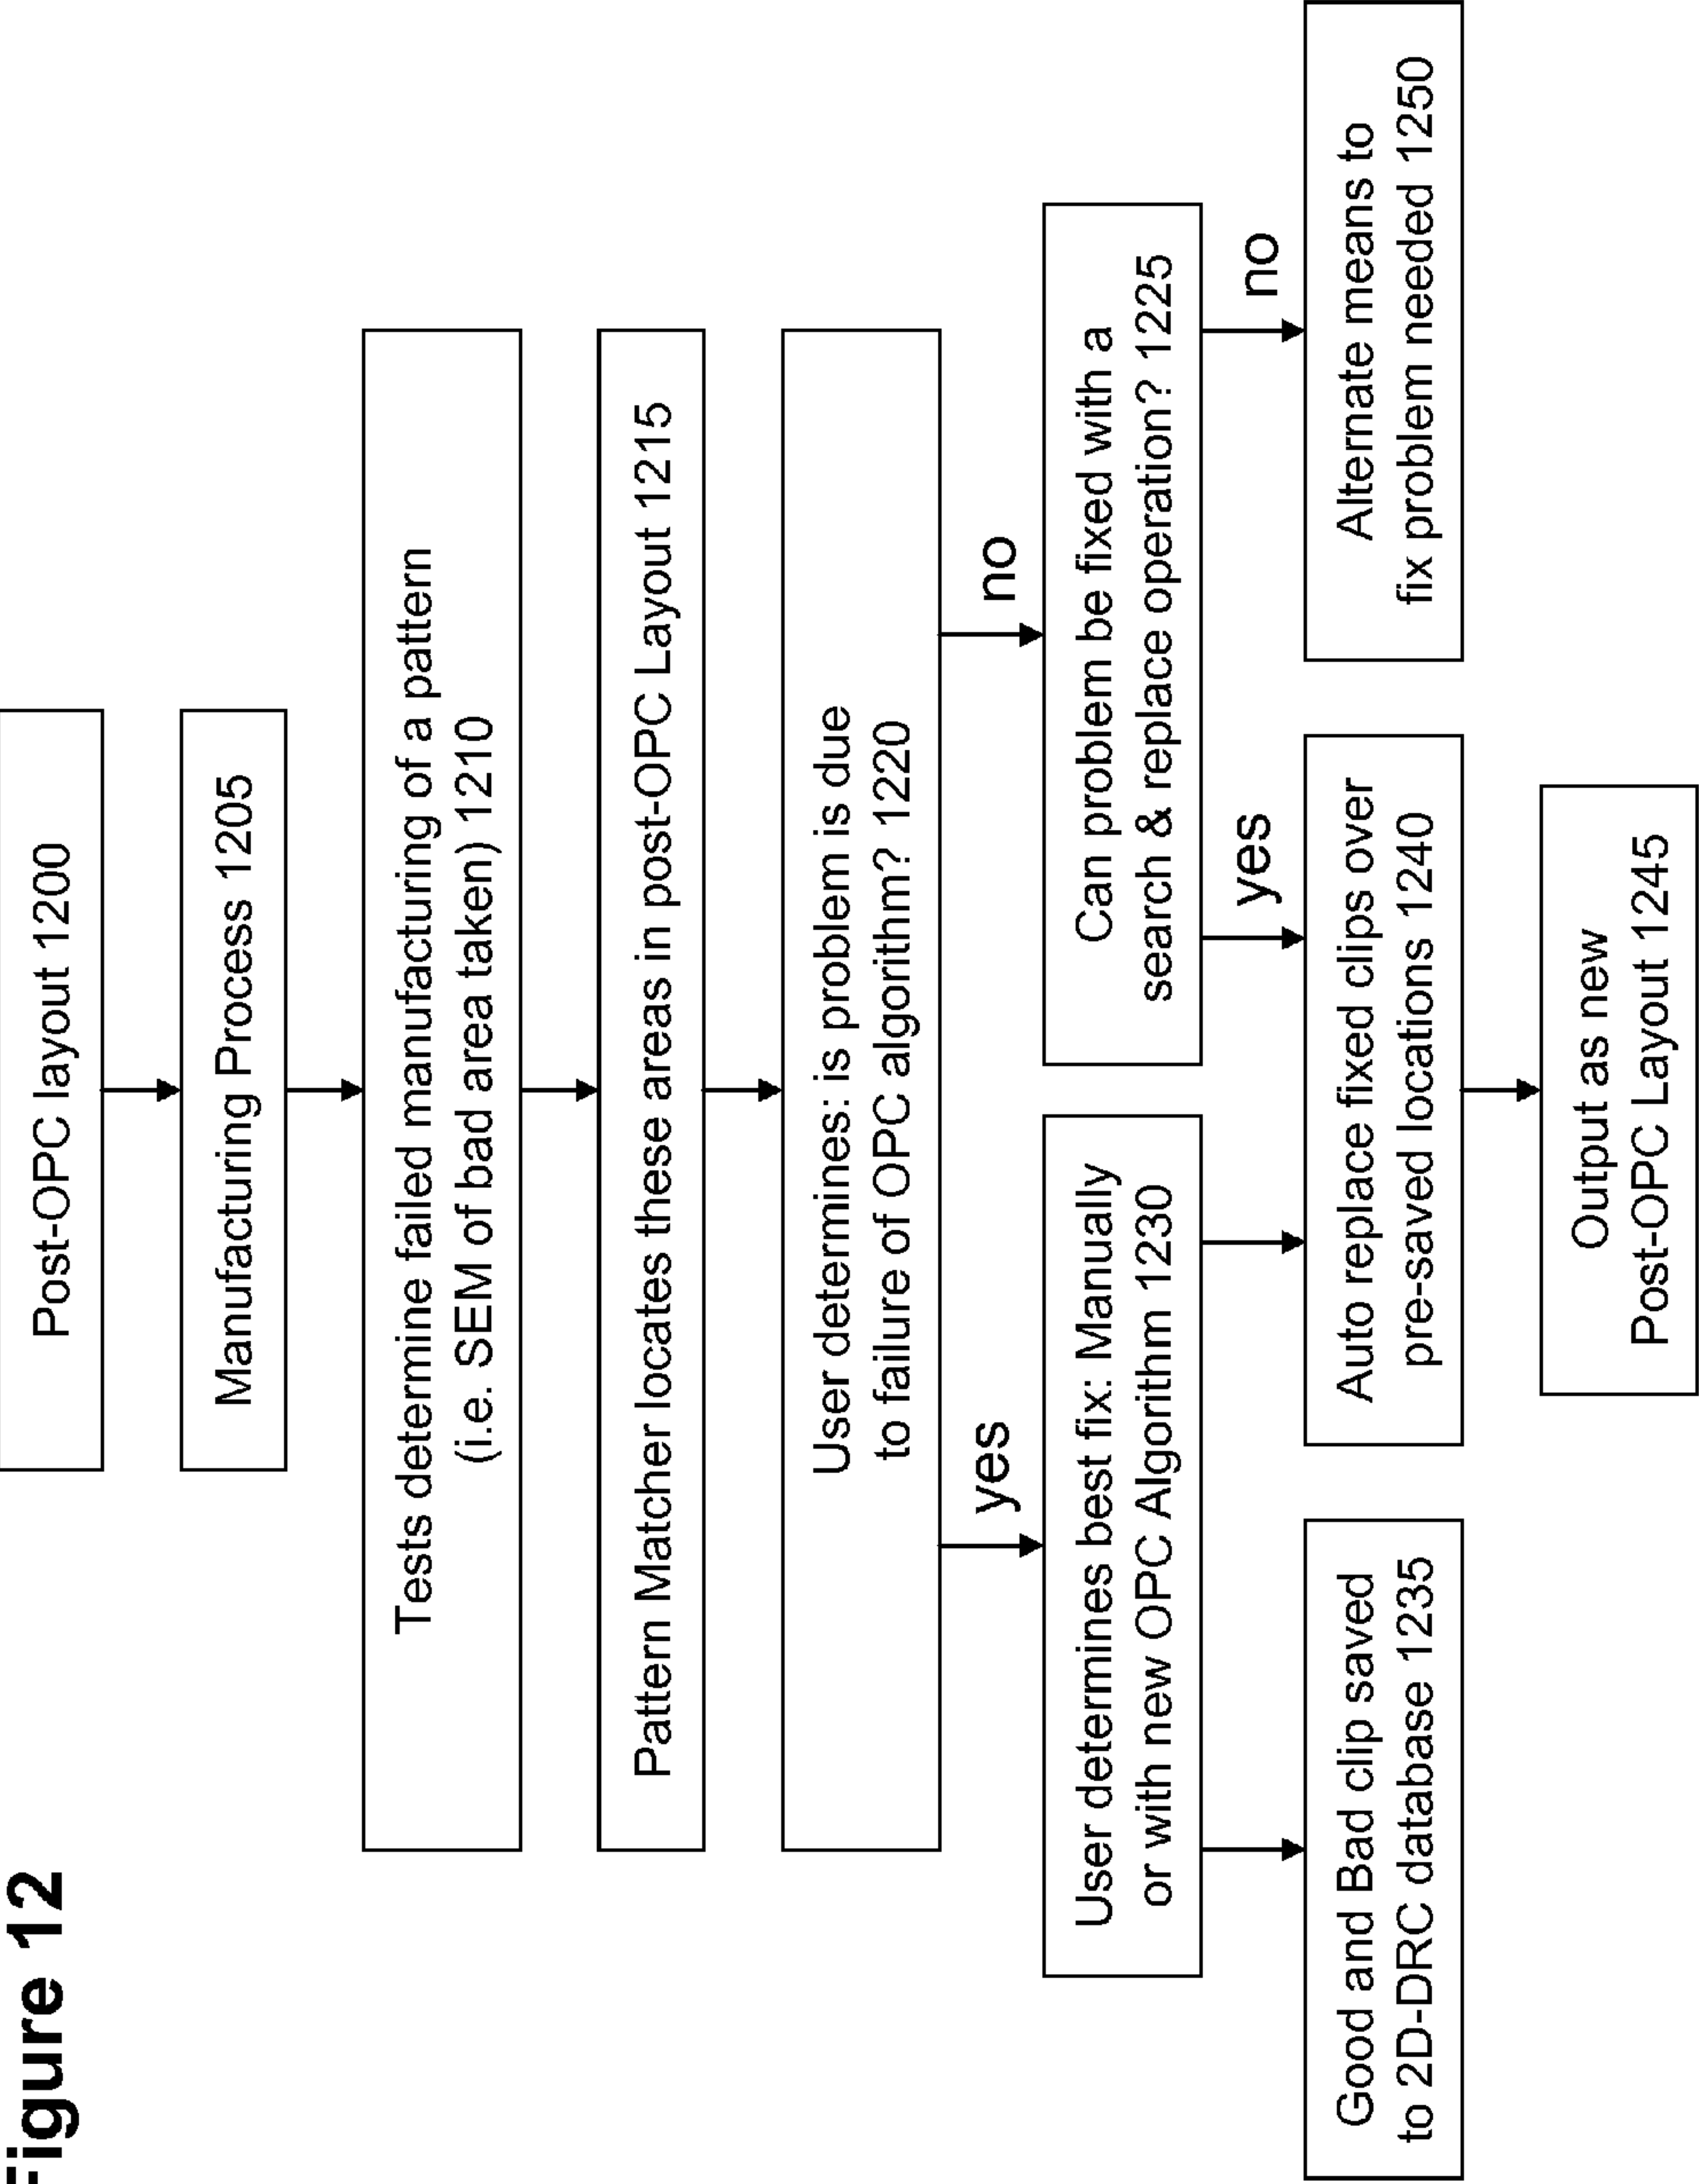 Figure 12
Post-OPC layout 1200
Manufacturing Process 1205
Tests determine failed manufacturing of a pattern
(i.e. SEM of bad area taken) 1210
Pattern Matcher locates these areas in post-OPC Layout 1215
User determines: is problem is due
to failure of OPC algorithm? 1220
yes
no
User determines best fix: Manually
or with new OPC Algorithm 1230
Can problem be fixed with a
search & replace operation? 1225
yes
no
Good and Bad clip saved
to 2D-DRC database 1235
Auto replace fixed clips over
pre-saved locations 1240
Alternate means to
fix problem needed 1250
Output as new
Post-OPC Layout 1245